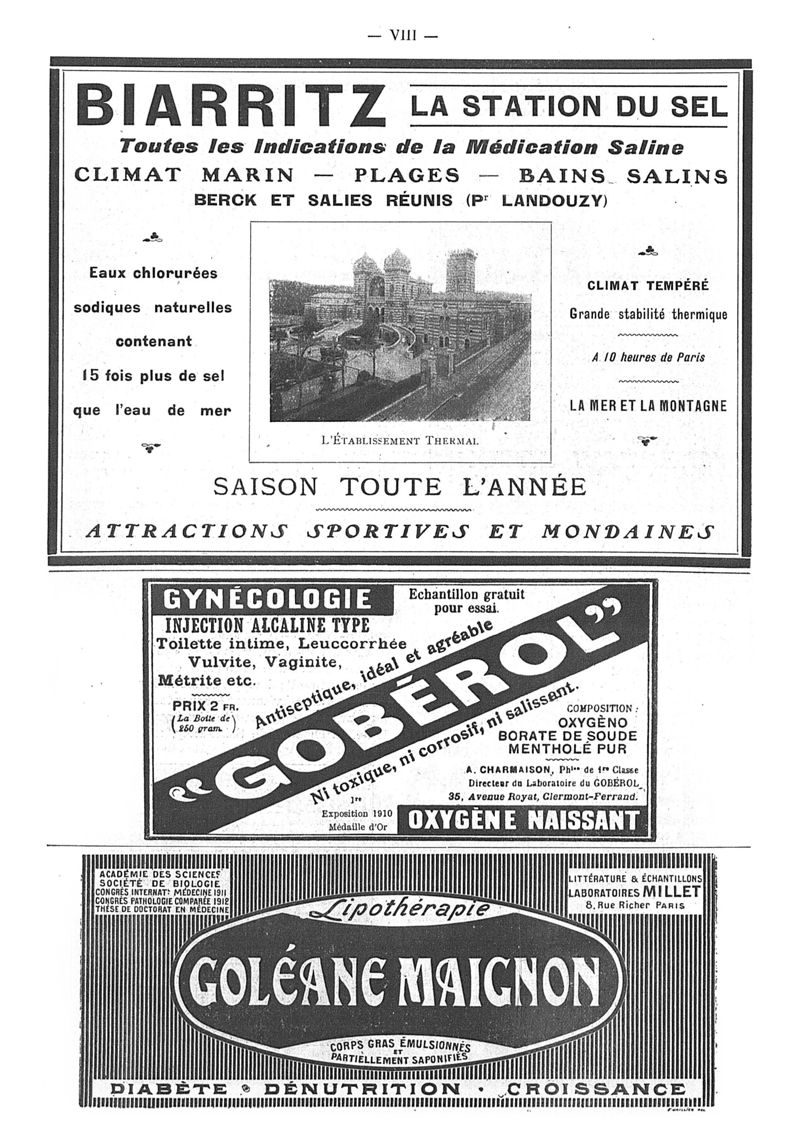 — VIII —
BIARRITZ LA STATION DU SEL
Toutes les Indications de la Médication Saline
CLIMAT MARIN — PLAGES — BAINS SALINS
BERCK ET SALIES RÉUNIS (Pr LANDOUZY)
Eaux chlorurées
sodiques naturelles
contenant
15 fois plus de sel
que l'eau de mer
L'ÉTABLISSEMENT THERMAL
CLIMAT TEMPÉRÉ
Grande stabilité thermique
A 10 heures de Paris
LA MER ET LA MONTAGNE
SAISON TOUTE L'ANNÉE
ATTRACTIONS SPORTIVES ET MONDAINES
GYNÉCOLOGIE
INJECTION ALCALINE TYPE
Toilette intime, Leuccorrhée
Vulvite, Vaginite,
Métrite etc.
PRIX 2 FR.
(La Boîte de
250 gram.)
Echantillon gratuit
pour essai.
Antiseptique, idéal et agréable
"GOBÉROL"
Ni toxique, ni corrosif, ni salissant.
COMPOSITION :
OXYGÈNO
BORATE DE SOUDE
MENTHOLÉ PUR
A. CHARMAISON, Phien de 1re Classe
Directeur du Laboratoire du GOBÉROL
35, Avenue Royat, Clermont-Ferrand.
1re
Exposition 1910
Médaille d'Or
OXYGÈNE NAISSANT
ACADÉMIE DES SCIENCES
SOCIÉTÉ DE BIOLOGIE
CONGRÈS INTERNATL MÉDECINE 1911
CONGRÈS PATHOLOGIE COMPARÉE 1912
THÈSE DE DOCTORAT EN MÉDECINE
LITTÉRATURE & ÉCHANTILLONS
LABORATOIRES MILLET
8, Rue Richer PARIS
Lipothérapie
GOLÉANE MAIGNON
CORPS GRAS ÉMULSIONNÉS
ET
PARTIELLEMENT SAPONIFIÉS
DIABÈTE DÉNUTRITION · CROISSANCE